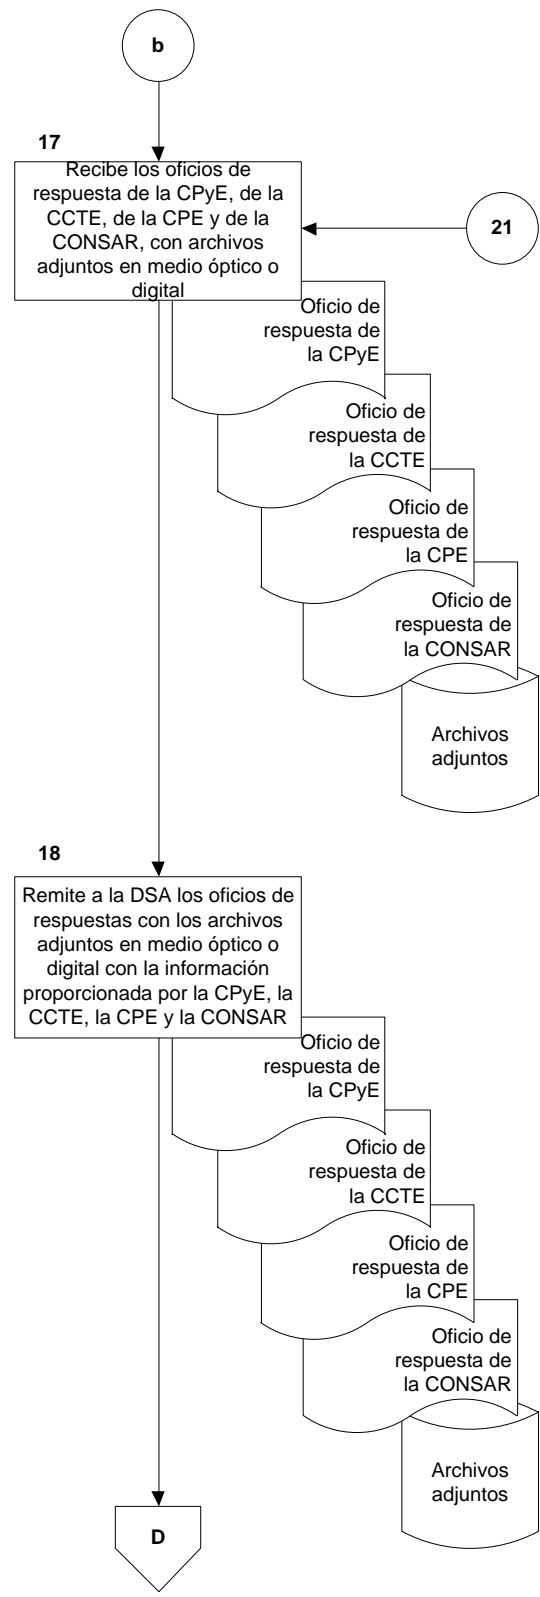 b
17
Recibe los oficios de
respuesta de la CPyE, de la
CCTE, de la CPE y de la
CONSAR, con archivos
adjuntos en medio óptico o
digital
21
Oficio de
respuesta de
la CPyE
Oficio de
respuesta de
la CCTE
Oficio de
respuesta de
la CPE
Oficio de
respuesta de
la CONSAR
Archivos
adjuntos
18
Remite a la DSA los oficios de
respuestas con los archivos
adjuntos en medio óptico o
digital con la información
proporcionada por la CPyE, la
CCTE, la CPE y la CONSAR
Oficio de
respuesta de
la CPyE
Oficio de
respuesta de
la CCTE
Oficio de
respuesta de
la CPE
Oficio de
respuesta de
la CONSAR
Archivos
adjuntos
D